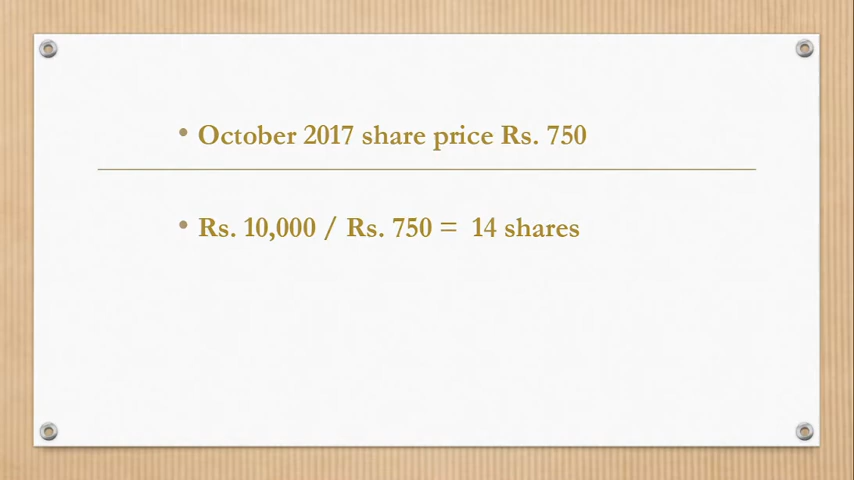 • October 2017 share price Rs. 750
• Rs. 10,000 / Rs. 750 = 14 shares